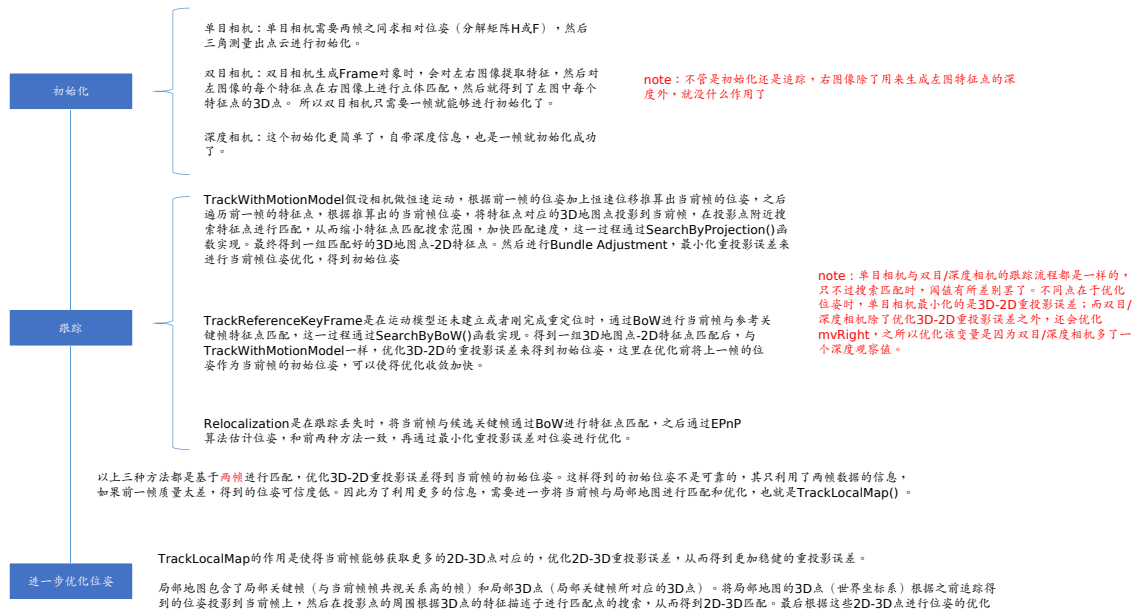 单目相机：单目相机需要两帧之间求相对位姿（分解矩阵H或F），然后
三角测量出点云进行初始化。
双目相机：双目相机生成Frame对象时，会对左右图像提取特征，然后对
左图像的每个特征点在右图像上进行立体匹配，然后就得到了左图中每个
特征点的3D点。 所以双目相机只需要一帧就能够进行初始化了。
深度相机：这个初始化更简单了，自带深度信息，也是一帧就初始化成功
了。
初始化
note：不管是初始化还是追踪，右图像除了用来生成左图特征点的深
度外，就没什么作用了
TrackWithMotionModel假设相机做恒速运动，根据前一帧的位姿加上恒速位移推算出当前帧的位姿，之后
遍历前一帧的特征点，根据推算出的当前帧位姿，将特征点对应的3D地图点投影到当前帧，在投影点附近搜
索特征点进行匹配，从而缩小特征点匹配搜索范围，加快匹配速度，这一过程通过SearchByProjection()函
数实现。最终得到一组匹配好的3D地图点-2D特征点。然后进行Bundle Adjustment，最小化重投影误差来
进行当前帧位姿优化，得到初始位姿
跟踪
TrackReferenceKeyFrame是在运动模型还未建立或者刚完成重定位时，通过BoW进行当前帧与参考关
键帧特征点匹配，这一过程通过SearchByBoW()函数实现。得到一组3D地图点-2D特征点匹配后，与
TrackWithMotionModel一样，优化3D-2D的重投影误差来得到初始位姿，这里在优化前将上一帧的位
姿作为当前帧的初始位姿，可以使得优化收敛加快。
note：单目相机与双目/深度相机的跟踪流程都是一样的，
只不过搜索匹配时，阈值有所差别罢了。不同点在于优化
位姿时，单目相机最小化的是3D-2D重投影误差；而双目/
深度相机除了优化3D-2D重投影误差之外，还会优化
mvRight，之所以优化该变量是因为双目/深度相机多了一
个深度观察值。
Relocalization是在跟踪丢失时，将当前帧与候选关键帧通过BoW进行特征点匹配，之后通过EPnP
算法估计位姿，和前两种方法一致，再通过最小化重投影误差对位姿进行优化。
以上三种方法都是基于两帧进行匹配，优化3D-2D重投影误差得到当前帧的初始位姿。这样得到的初始位姿不是可靠的，其只利用了两帧数据的信息，
如果前一帧质量太差，得到的位姿可信度低。因此为了利用更多的信息，需要进一步将当前帧与局部地图进行匹配和优化，也就是TrackLocalMap() 。
进一步优化位姿
TrackLocalMap的作用是使得当前帧能够获取更多的2D-3D点对应的，优化2D-3D重投影误差，从而得到更加稳健的重投影误差。
局部地图包含了局部关键帧（与当前帧帧共视关系高的帧）和局部3D点（局部关键帧所对应的3D点）。将局部地图的3D点（世界坐标系）根据之前追踪得
到的位姿投影到当前帧上，然后在投影点的周围根据3D点的特征描述子进行匹配点的搜索，从而得到2D-3D匹配。最后根据这些2D-3D点进行位姿的优化